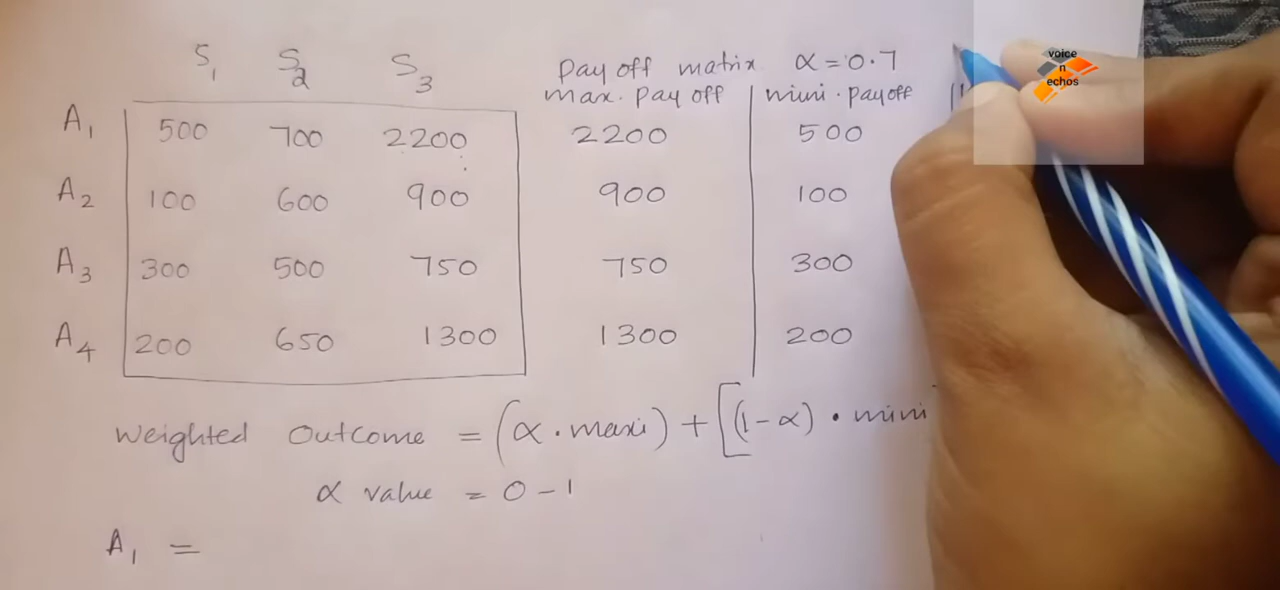 S1 S2 S3 Pay off matrix α = 0.7
max. pay off mini. payoff
A1 500 700 2200 2200 500
A2 100 600 900 900 100
A3 300 500 750 750 300
A4 200 650 1300 1300 200
Weighted Outcome = (α . maxi) + [(1 - α) . mini
α value = 0 - 1
A1 =
voice
n
echos